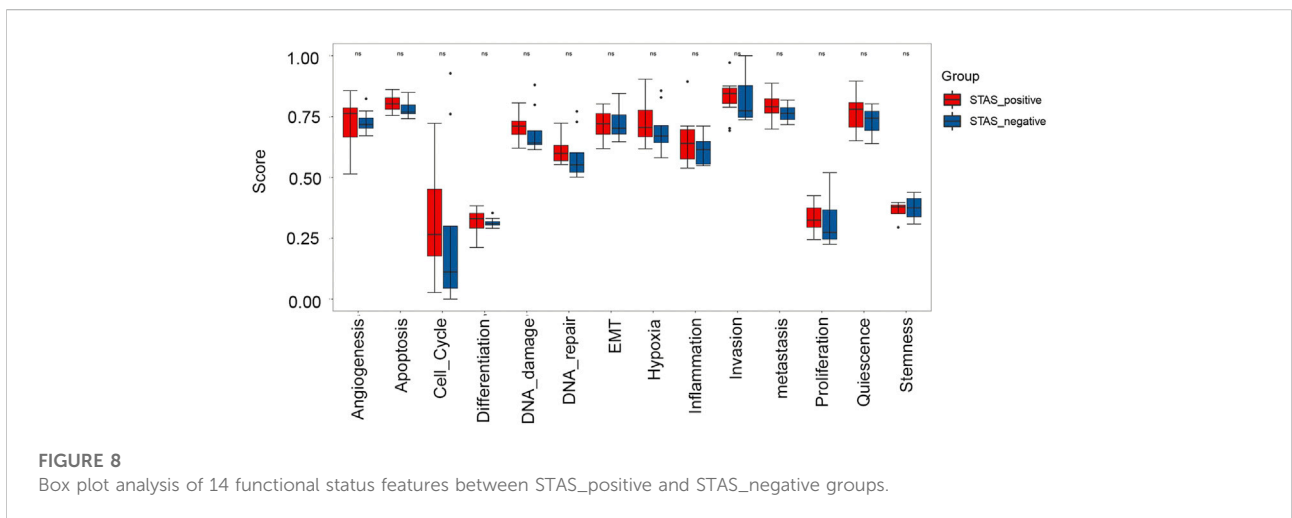 ns ns ns ns ns ns ns ns ns ns ns ns ns ns
1.00
0.75
0.50
0.25
0.00
Score
Group
STAS_positive
STAS_negative
Angiogenesis
Apoptosis
Cell_Cycle
Differentiation
DNA_damage
DNA_repair
EMT
Hypoxia
Inflammation
Invasion
metastasis
Proliferation
Quiescence
Stemness
FIGURE 8
Box plot analysis of 14 functional status features between STAS_positive and STAS_negative groups.